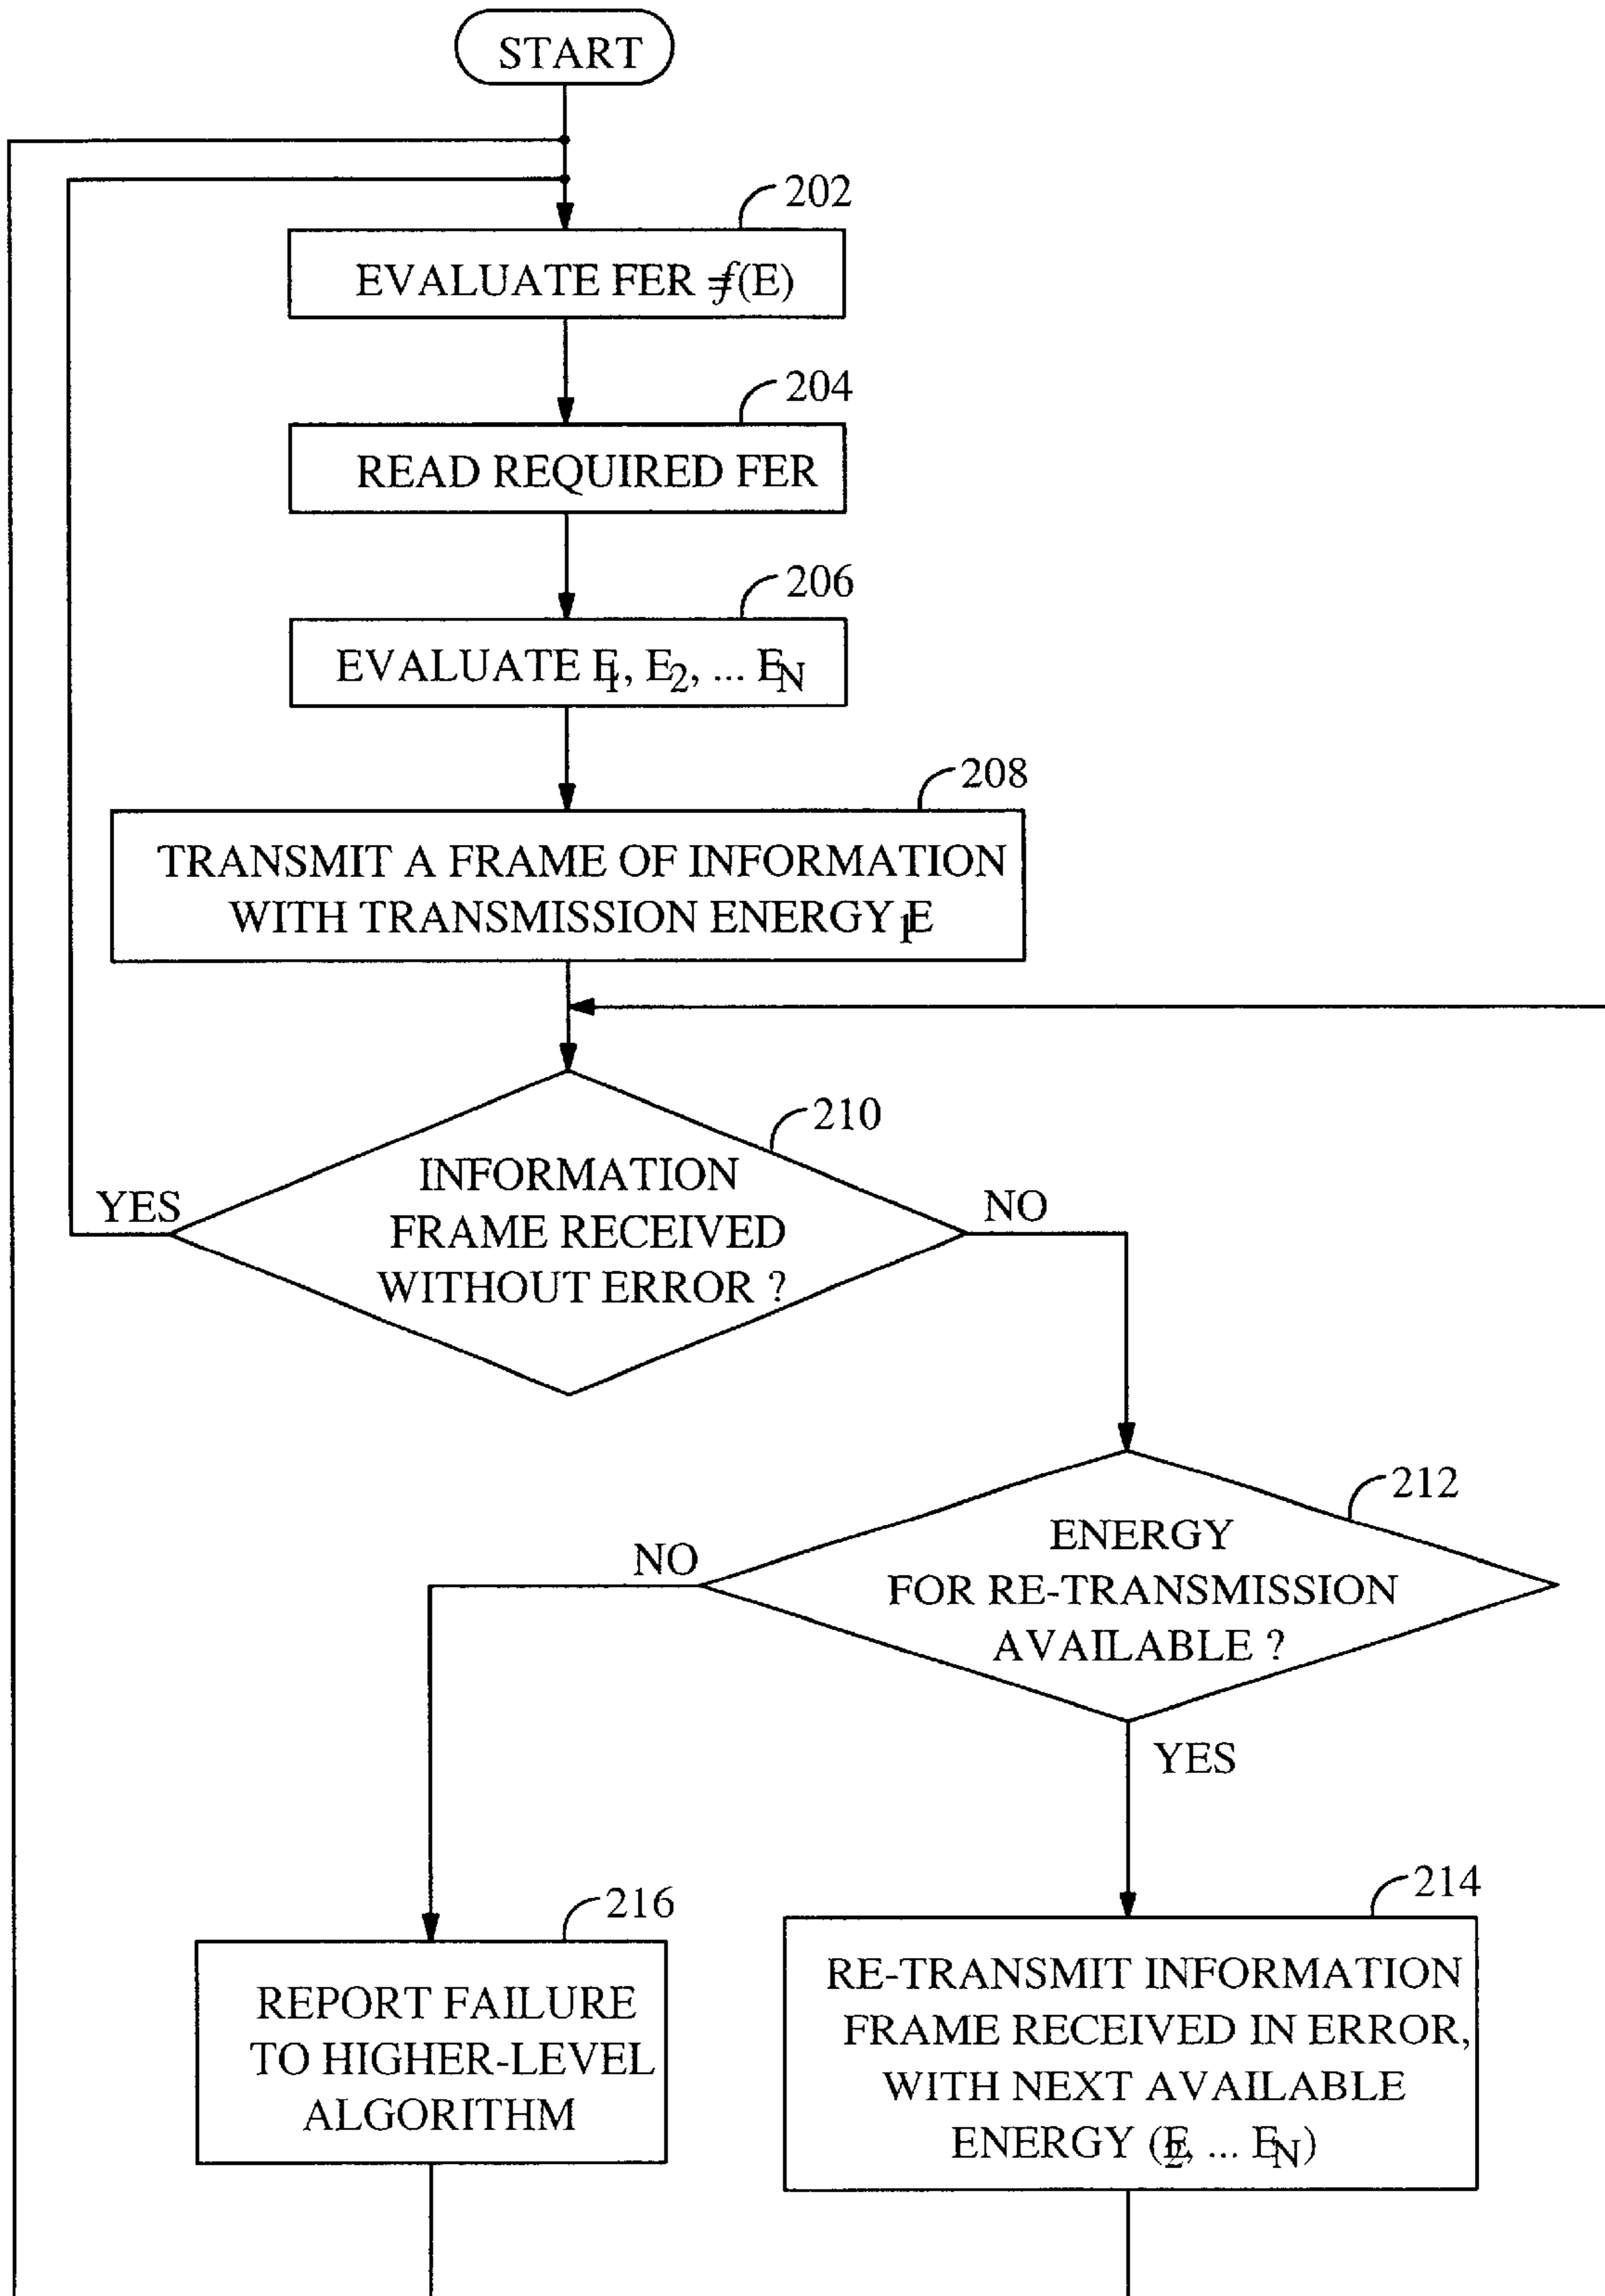 START
202
EVALUATE FER =f(E)
204
READ REQUIRED FER
206
EVALUATE E1, E2, ... EN
208
TRANSMIT A FRAME OF INFORMATION
WITH TRANSMISSION ENERGY E1
210
INFORMATION
FRAME RECEIVED
WITHOUT ERROR ?
YES
NO
212
ENERGY
FOR RE-TRANSMISSION
AVAILABLE ?
NO
YES
216
REPORT FAILURE
TO HIGHER-LEVEL
ALGORITHM
214
RE-TRANSMIT INFORMATION
FRAME RECEIVED IN ERROR,
WITH NEXT AVAILABLE
ENERGY (E2, ... EN)